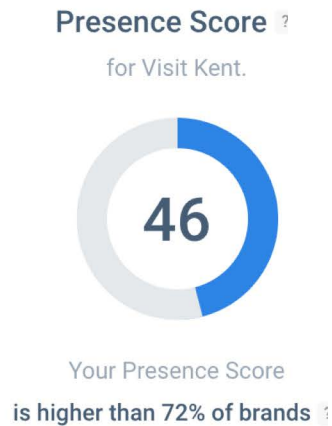 Presence Score ?
for Visit Kent.
46
Your Presence Score
is higher than 72% of brands ?